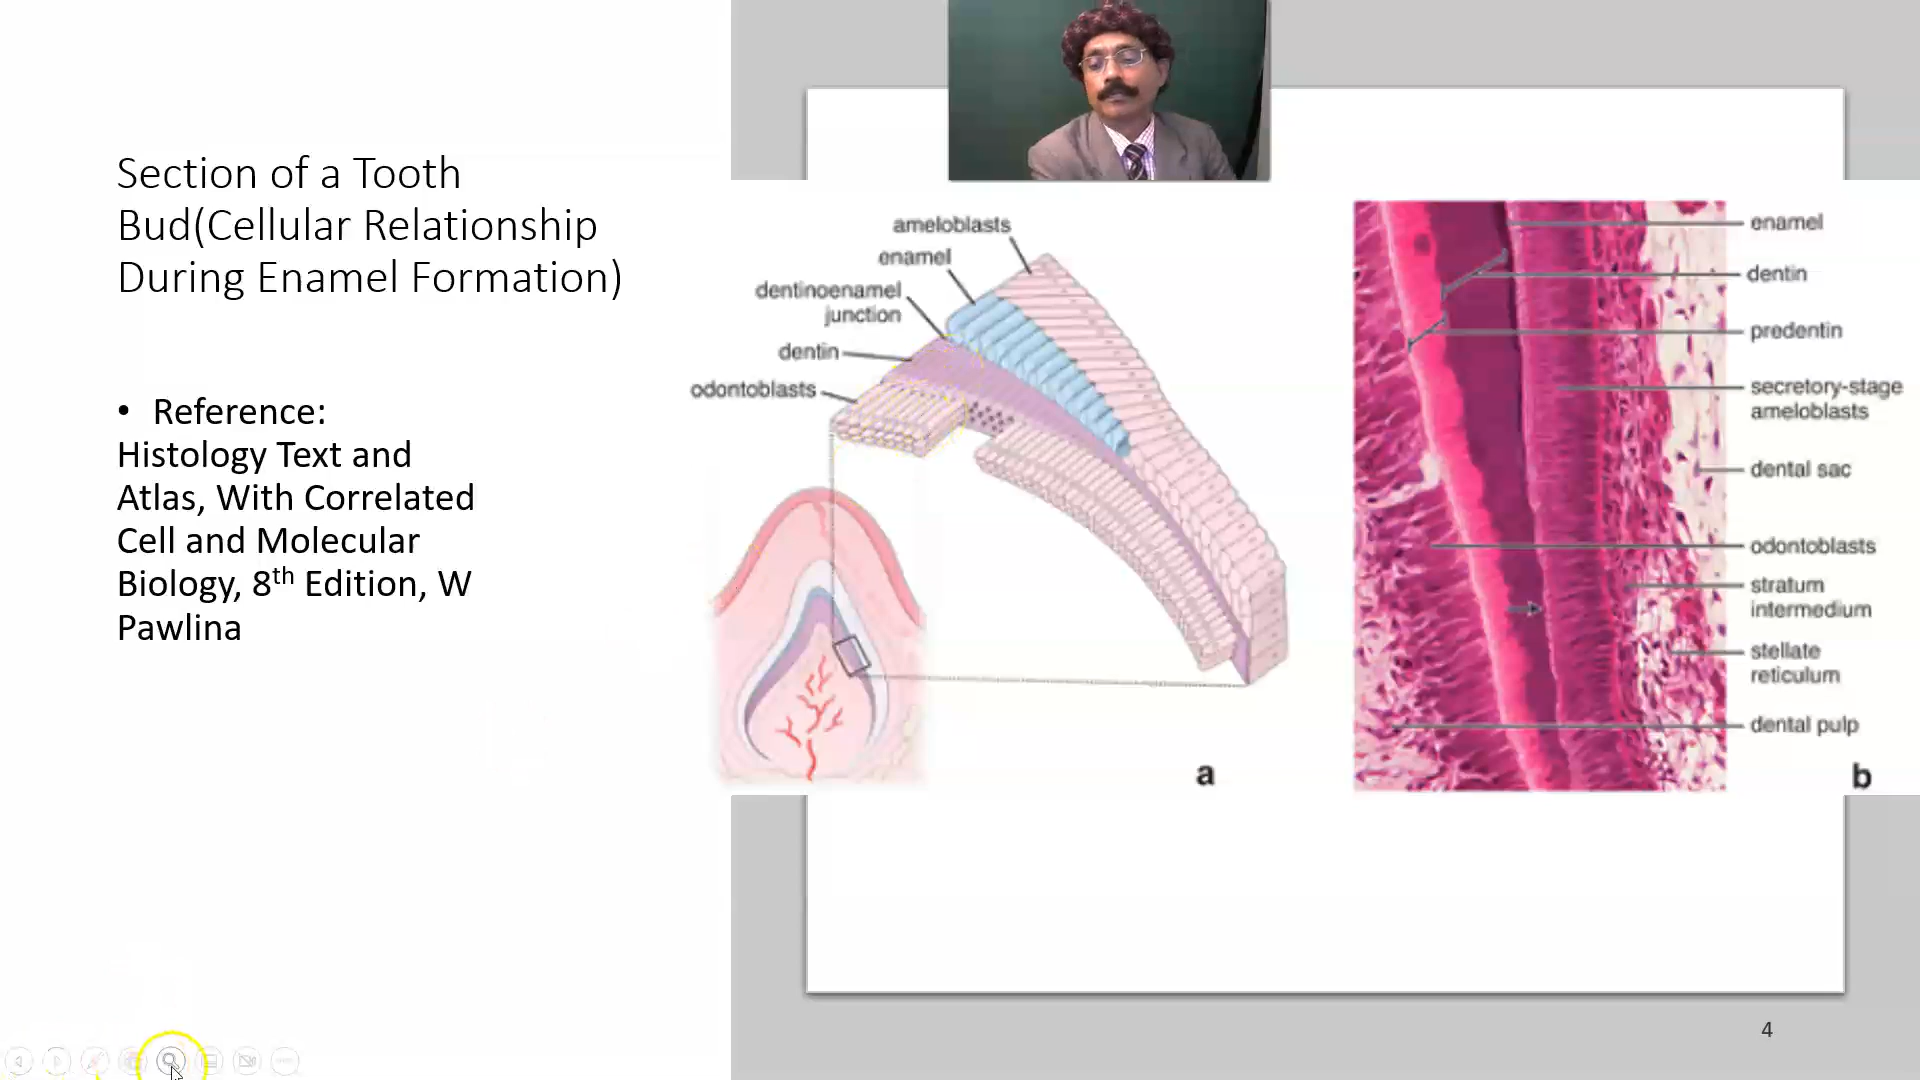 Section of a Tooth
Bud(Cellular Relationship
During Enamel Formation)
• Reference:
Histology Text and
Atlas, With Correlated
Cell and Molecular
Biology, 8th Edition, W
Pawlina
ameloblasts
enamel
dentinoenamel
junction
dentin
odontoblasts
a
enamel
dentin
predentin
secretory-stage
ameloblasts
dental sac
odontoblasts
stratum
intermedium
stellate
reticulum
dental pulp
b
4